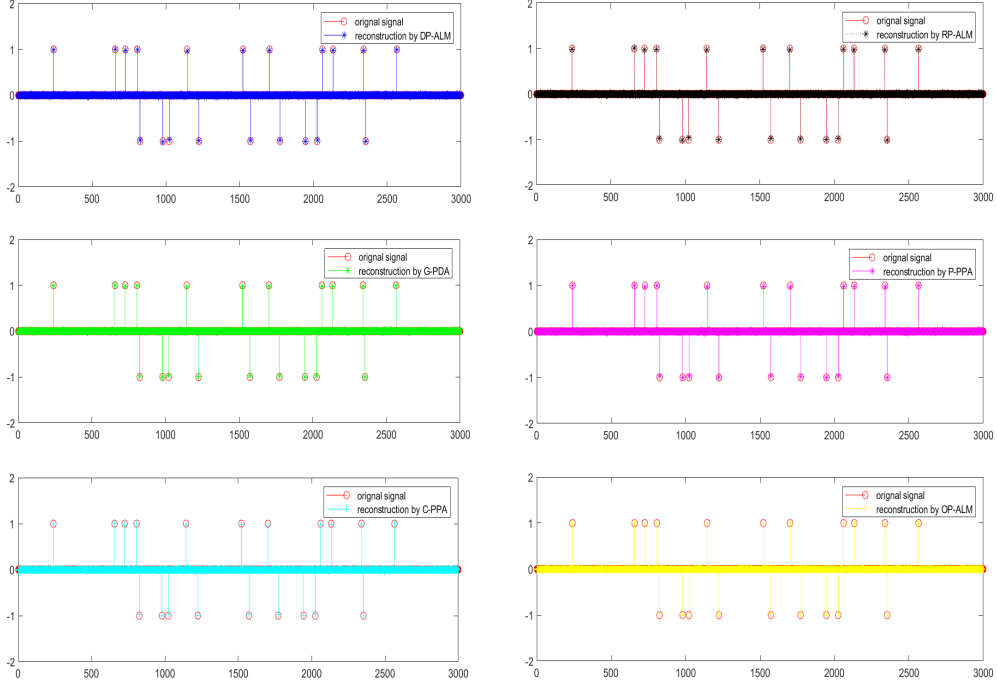 2
orignal signal
reconstruction by DP-ALM
1
0
-1
-2
0 500 1000 1500 2000 2500 3000
2
orignal signal
reconstruction by RP-ALM
1
0
-1
-2
0 500 1000 1500 2000 2500 3000
2
orignal signal
reconstruction by G-PDA
1
0
-1
-2
0 500 1000 1500 2000 2500 3000
2
orignal signal
reconstruction by P-PPA
1
0
-1
-2
0 500 1000 1500 2000 2500 3000
2
orignal signal
reconstruction by C-PPA
1
0
-1
-2
0 500 1000 1500 2000 2500 3000
2
orignal signal
reconstruction by OP-ALM
1
0
-1
-2
0 500 1000 1500 2000 2500 3000